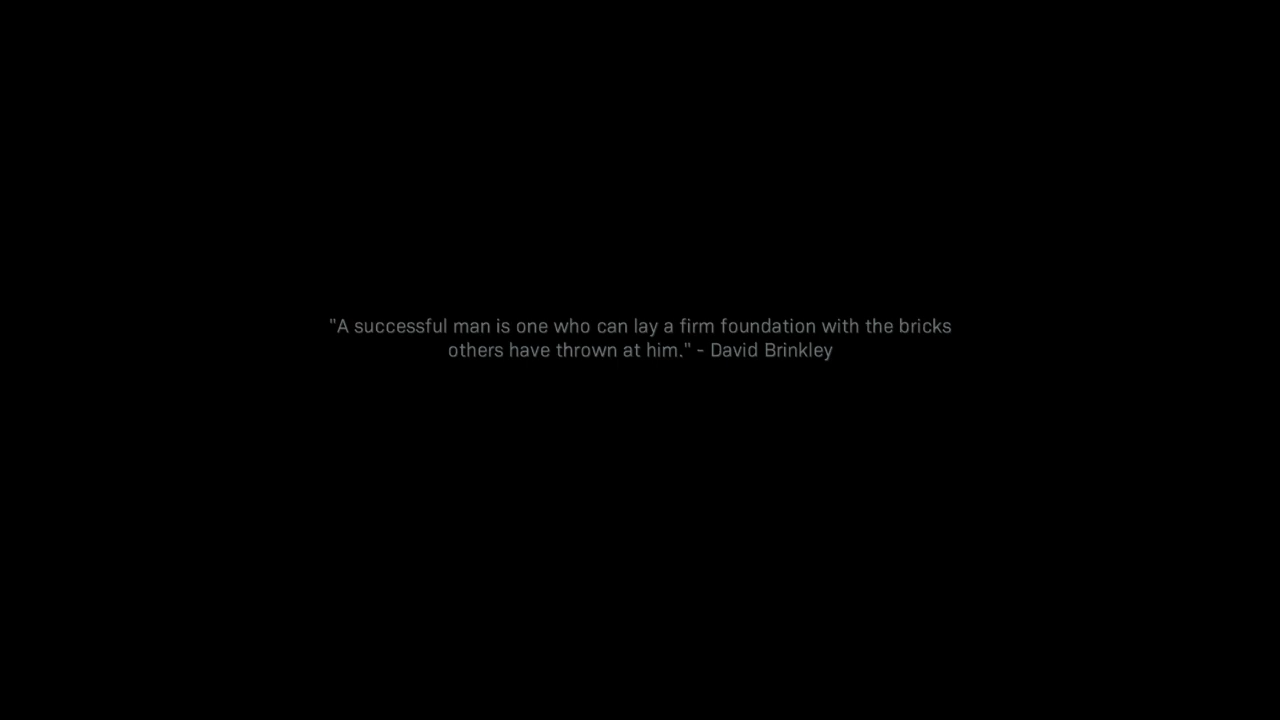 "A successful man is one who can lay a firm foundation with the bricks
others have thrown at him." - David Brinkley